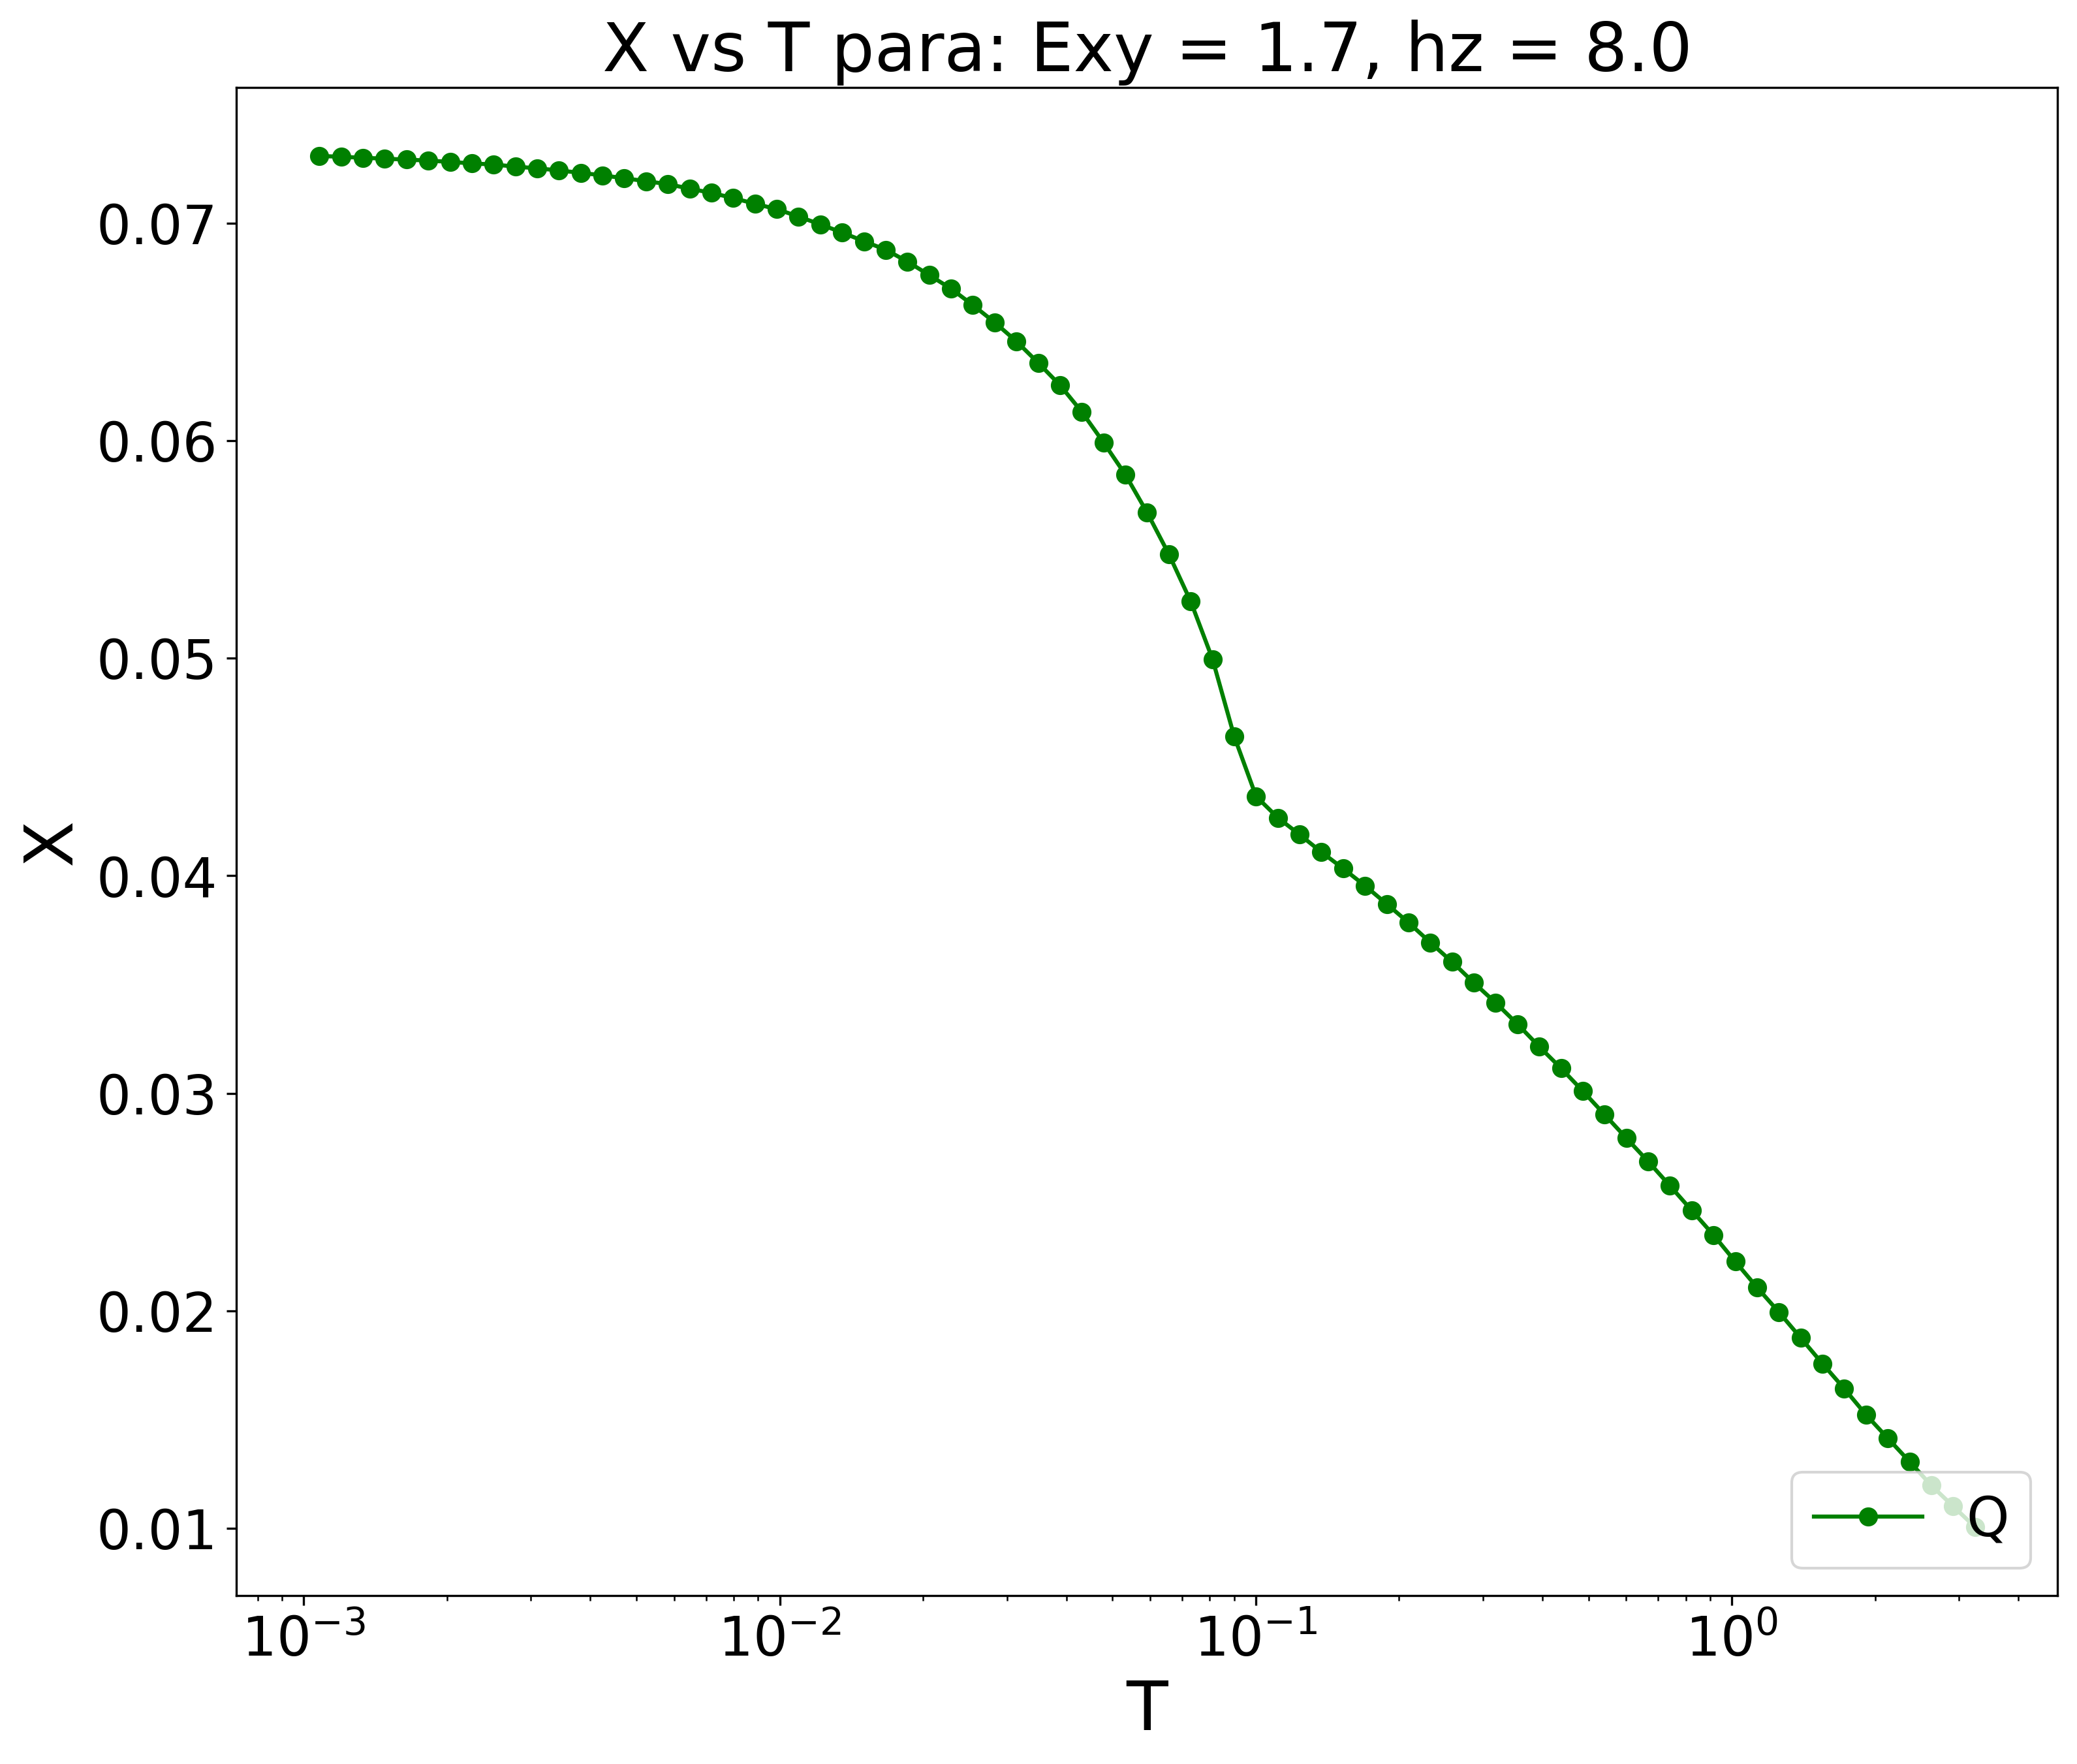 X vs T para: Exy = 1.7, hz = 8.0
X
0.07
0.06
0.05
0.04
0.03
0.02
0.01
Q
10⁻³ 10⁻² 10⁻¹ 10⁰
T